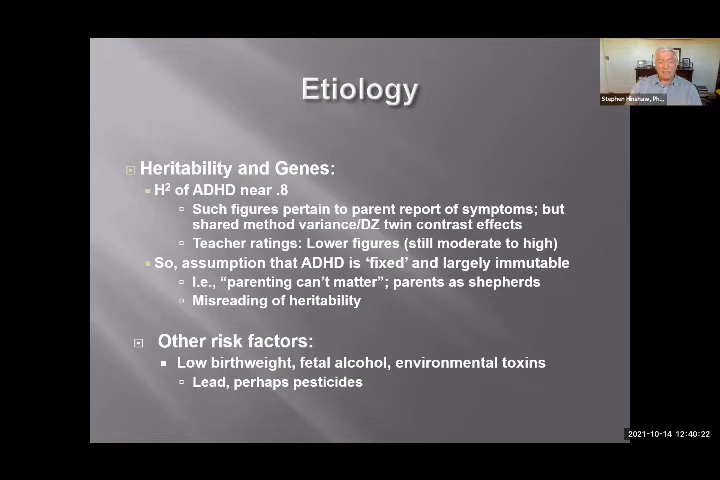 Etiology
Stephen Hinshaw, Ph...
Heritability and Genes:
H² of ADHD near .8
Such figures pertain to parent report of symptoms; but
shared method variance/DZ twin contrast effects
Teacher ratings: Lower figures (still moderate to high)
So, assumption that ADHD is ‘fixed’ and largely immutable
I.e., “parenting can’t matter”; parents as shepherds
Misreading of heritability
Other risk factors:
Low birthweight, fetal alcohol, environmental toxins
Lead, perhaps pesticides
2021-10-14 12:40:22